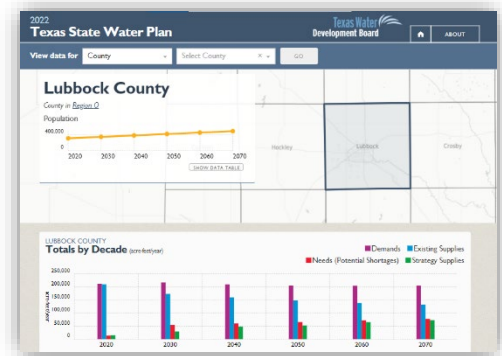 2022
Texas State Water Plan
Texas Water
Development Board
ABOUT
View data for
County
Select County
×
GO
Lubbock County
County in Region O
Population
400,000
0
2020 2030 2040 2050 2060 2070
SHOW DATA TABLE
Hockley
Lubbock
Crosby
LUBBOCK COUNTY
Totals by Decade (acre-feet/year)
Demands Existing Supplies
Needs (Potential Shortages) Strategy Supplies
250,000
200,000
150,000
100,000
50,000
0
2020 2030 2040 2050 2060 2070